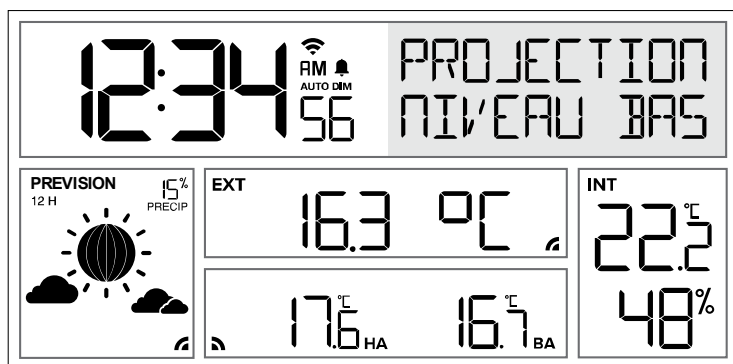 12:34
AM
AUTO DIM
56
PROJECTION
NIVEAU BAS
PREVISION
12 H
15%
PRECIP
EXT
16.3 °C
17.6 °C HA
16.7 °C BA
INT
22.2 °C
48%